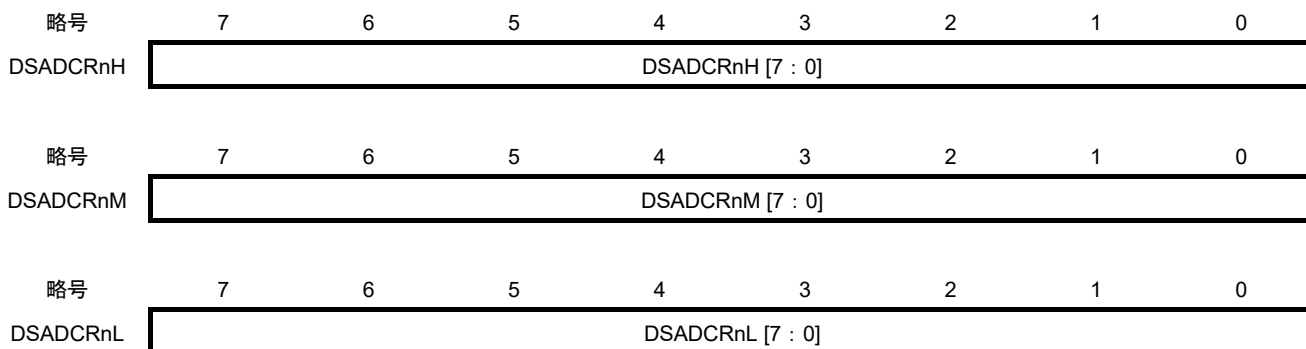 略号 7 6 5 4 3 2 1 0
DSADCRnH DSADCRnH [7：0]
略号 7 6 5 4 3 2 1 0
DSADCRnM DSADCRnM [7：0]
略号 7 6 5 4 3 2 1 0
DSADCRnL DSADCRnL [7：0]